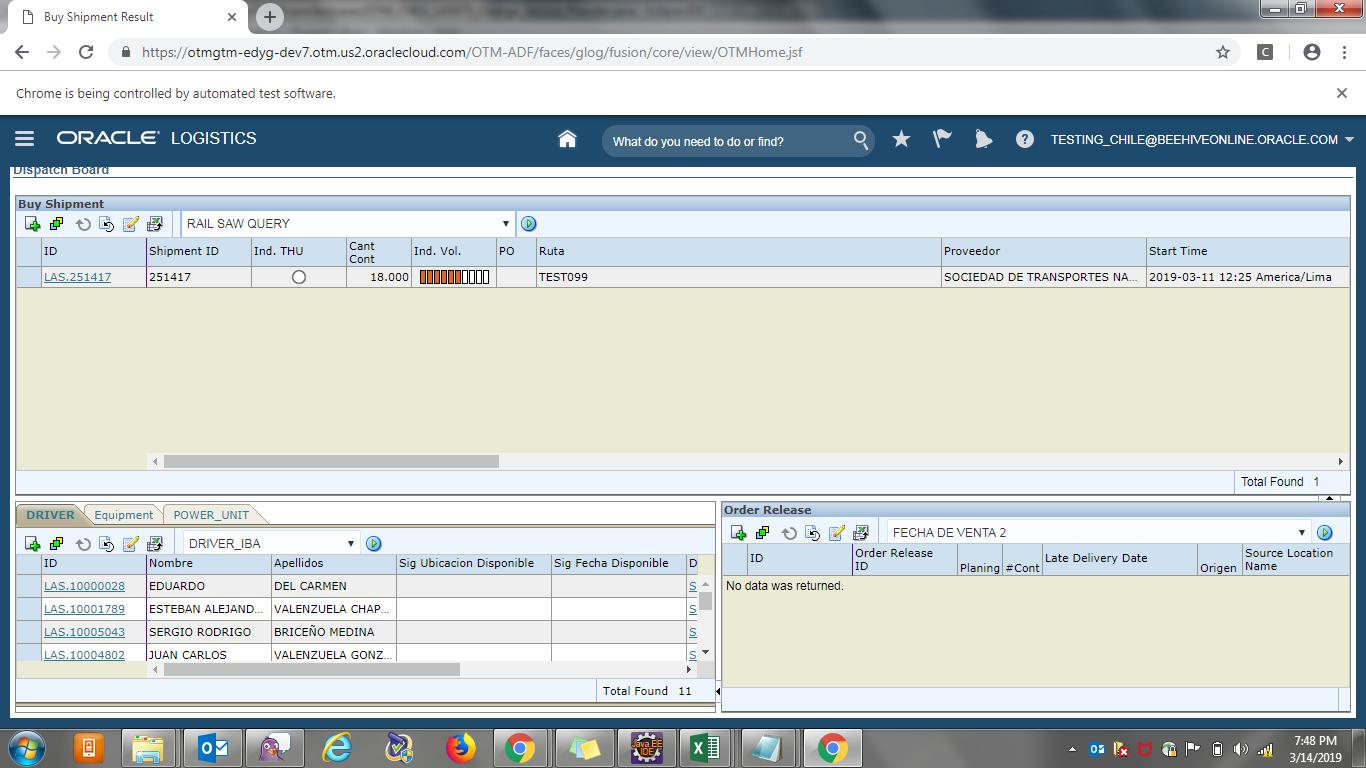 Buy Shipment Result
https://otmgtm-edyg-dev7.otm.us2.oraclecloud.com/OTM-ADF/faces/glog/fusion/core/view/OTMHome.jsf
C
Chrome is being controlled by automated test software.
ORACLE LOGISTICS
What do you need to do or find?
TESTING_CHILE@BEEHIVEONLINE.ORACLE.COM
Dispatch Board
Buy Shipment
RAIL SAW QUERY
ID Shipment ID Ind. THU Cant Cont Ind. Vol. PO Ruta Proveedor Start Time
LAS.251417 251417 18.000 TEST099 SOCIEDAD DE TRANSPORTES NA... 2019-03-11 12:25 America/Lima
Total Found 1
DRIVER Equipment POWER_UNIT
DRIVER_IBA
ID Nombre Apellidos Sig Ubicacion Disponible Sig Fecha Disponible D
LAS.10000028 EDUARDO DEL CARMEN S
LAS.10001789 ESTEBAN ALEJAND... VALENZUELA CHAP... S
LAS.10005043 SERGIO RODRIGO BRICEÑO MEDINA S
LAS.10004802 JUAN CARLOS VALENZUELA GONZ... S
Total Found 11
Order Release
FECHA DE VENTA 2
ID Order Release ID Planing #Cont Late Delivery Date Origen Source Location Name
No data was returned.
Java EE
IDE
7:48 PM
3/14/2019